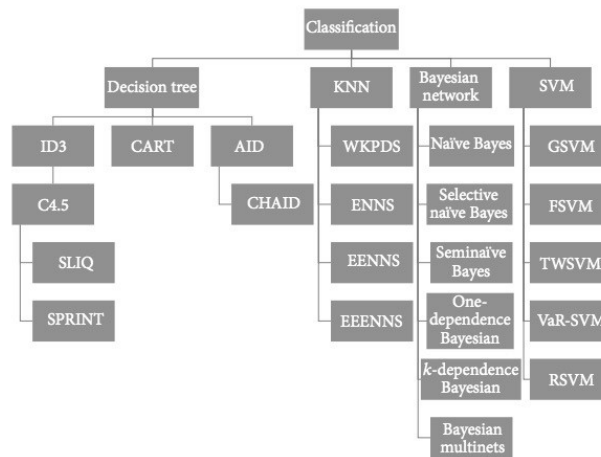 Classification
Decision tree
KNN
Bayesian
network
SVM
ID3
CART
AID
WKPDS
Naïve Bayes
GSVM
C4.5
CHAID
ENNS
Selective
naïve Bayes
FSVM
SLIQ
EENNS
Seminaïve
Bayes
TWSVM
SPRINT
EEENNS
One-
dependence
Bayesian
VaR-SVM
k-dependence
Bayesian
RSVM
Bayesian
multinets